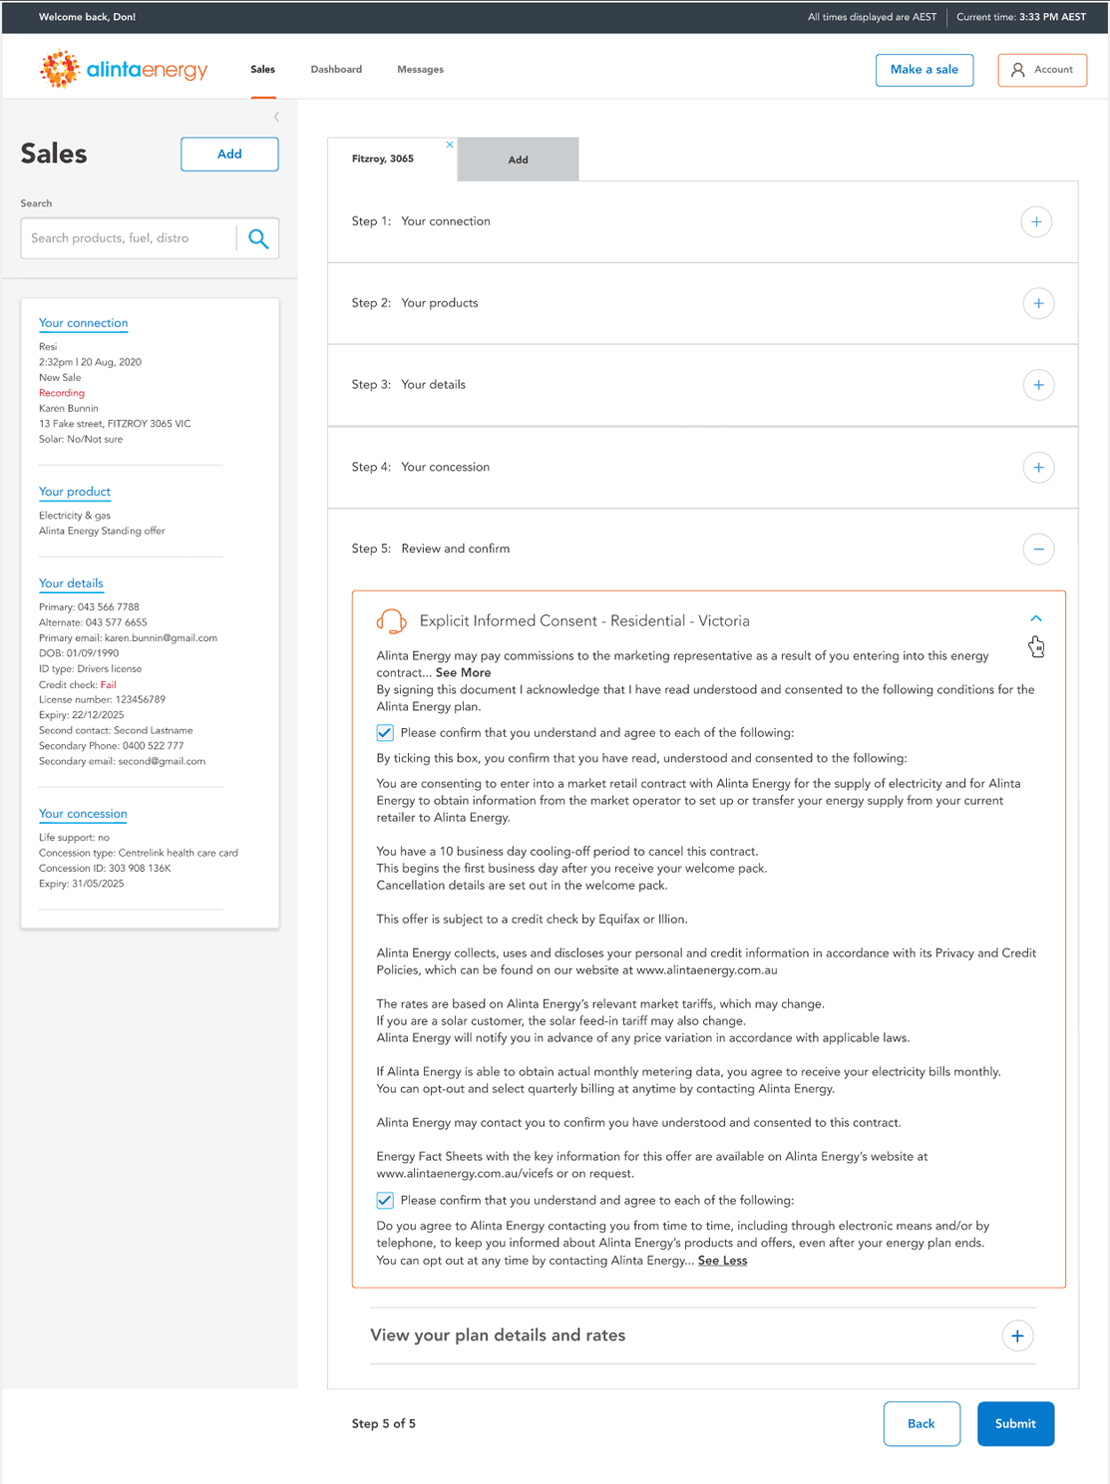 Welcome back, Don!
All times displayed are AEST
Current time: 3:33 PM AEST
alintaenergy
Sales
Dashboard
Messages
Make a sale
Account
Sales
Add
Search
Search products, fuel, distro
Your connection
Resi
2:32pm I 20 Aug, 2020
New Sale
Recording
Karen Bunnin
13 Fake street, FITZROY 3065 VIC
Solar: No/Not sure
Your product
Electricity & gas
Alinta Energy Standing offer
Your details
Primary: 043 566 7788
Alternate: 043 577 6655
Primary email: karen.bunnin@gmail.com
DOB: 01/09/1990
ID type: Drivers license
Credit check: Fail
License number: 123456789
Expiry: 22/12/2025
Second contact: Second Lastname
Secondary Phone: 0400 522 777
Secondary email: second@gmail.com
Your concession
Life support: no
Concession type: Centrelink health care card
Concession ID: 303 908 136K
Expiry: 31/05/2025
Fitzroy, 3065
Add
Step 1: Your connection
Step 2: Your products
Step 3: Your details
Step 4: Your concession
Step 5: Review and confirm
Explicit Informed Consent - Residential - Victoria
Alinta Energy may pay commissions to the marketing representative as a result of you entering into this energy
contract... See More
By signing this document I acknowledge that I have read understood and consented to the following conditions for the
Alinta Energy plan.
Please confirm that you understand and agree to each of the following:
By ticking this box, you confirm that you have read, understood and consented to the following:
You are consenting to enter into a market retail contract with Alinta Energy for the supply of electricity and for Alinta
Energy to obtain information from the market operator to set up or transfer your energy supply from your current
retailer to Alinta Energy.
You have a 10 business day cooling-off period to cancel this contract.
This begins the first business day after you receive your welcome pack.
Cancellation details are set out in the welcome pack.
This offer is subject to a credit check by Equifax or Illion.
Alinta Energy collects, uses and discloses your personal and credit information in accordance with its Privacy and Credit
Policies, which can be found on our website at www.alintaenergy.com.au
The rates are based on Alinta Energy's relevant market tariffs, which may change.
If you are a solar customer, the solar feed-in tariff may also change.
Alinta Energy will notify you in advance of any price variation in accordance with applicable laws.
If Alinta Energy is able to obtain actual monthly metering data, you agree to receive your electricity bills monthly.
You can opt-out and select quarterly billing at anytime by contacting Alinta Energy.
Alinta Energy may contact you to confirm you have understood and consented to this contract.
Energy Fact Sheets with the key information for this offer are available on Alinta Energy's website at
www.alintaenergy.com.au/vicefs or on request.
Please confirm that you understand and agree to each of the following:
Do you agree to Alinta Energy contacting you from time to time, including through electronic means and/or by
telephone, to keep you informed about Alinta Energy's products and offers, even after your energy plan ends.
You can opt out at any time by contacting Alinta Energy... See Less
View your plan details and rates
Step 5 of 5
Back
Submit